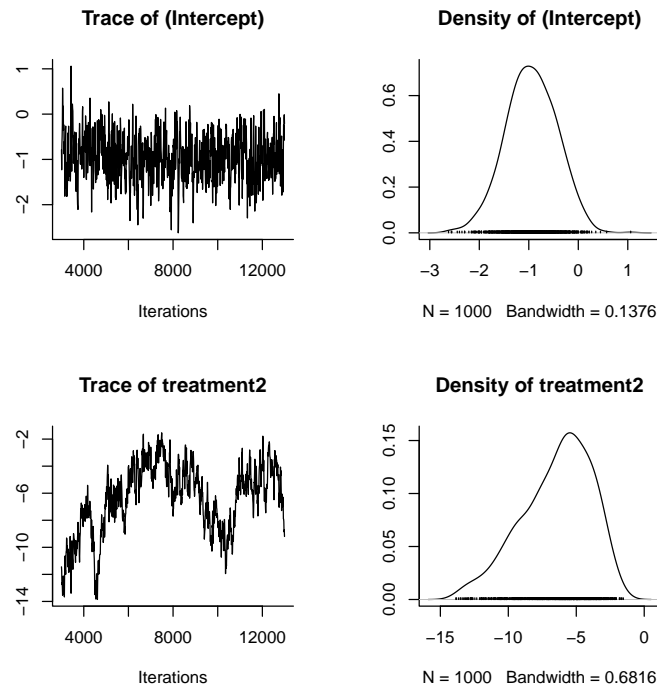 Trace of (Intercept)
1
0
−1
−2
4000 8000 12000
Iterations
Density of (Intercept)
0.6
0.4
0.2
0.0
−3 −2 −1 0 1
N = 1000 Bandwidth = 0.1376
Trace of treatment2
−2
−6
−10
−14
4000 8000 12000
Iterations
Density of treatment2
0.15
0.10
0.05
0.00
−15 −10 −5 0
N = 1000 Bandwidth = 0.6816